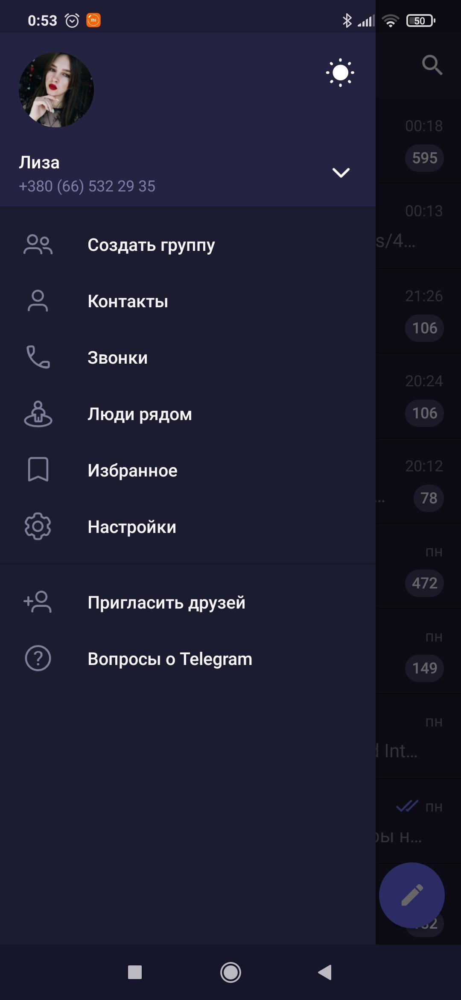 0:53
50
Лиза
+380 (66) 532 29 35
Создать группу
Контакты
Звонки
Люди рядом
Избранное
Настройки
Пригласить друзей
Вопросы о Telegram
00:18
595
00:13
s/4...
21:26
106
20:24
106
20:12
... 78
пн
472
пн
149
пн
d Int...
пн
ры н...